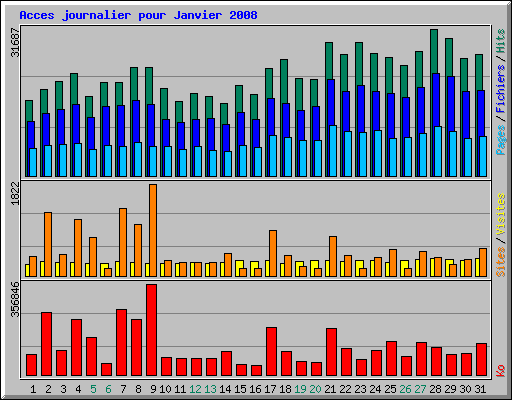 Acces journalier pour Janvier 2008
31687
Pages / Fichiers / Hits
1822
Sites / Visites
356846
Ko
1 2 3 4 5 6 7 8 9 10 11 12 13 14 15 16 17 18 19 20 21 22 23 24 25 26 27 28 29 30 31